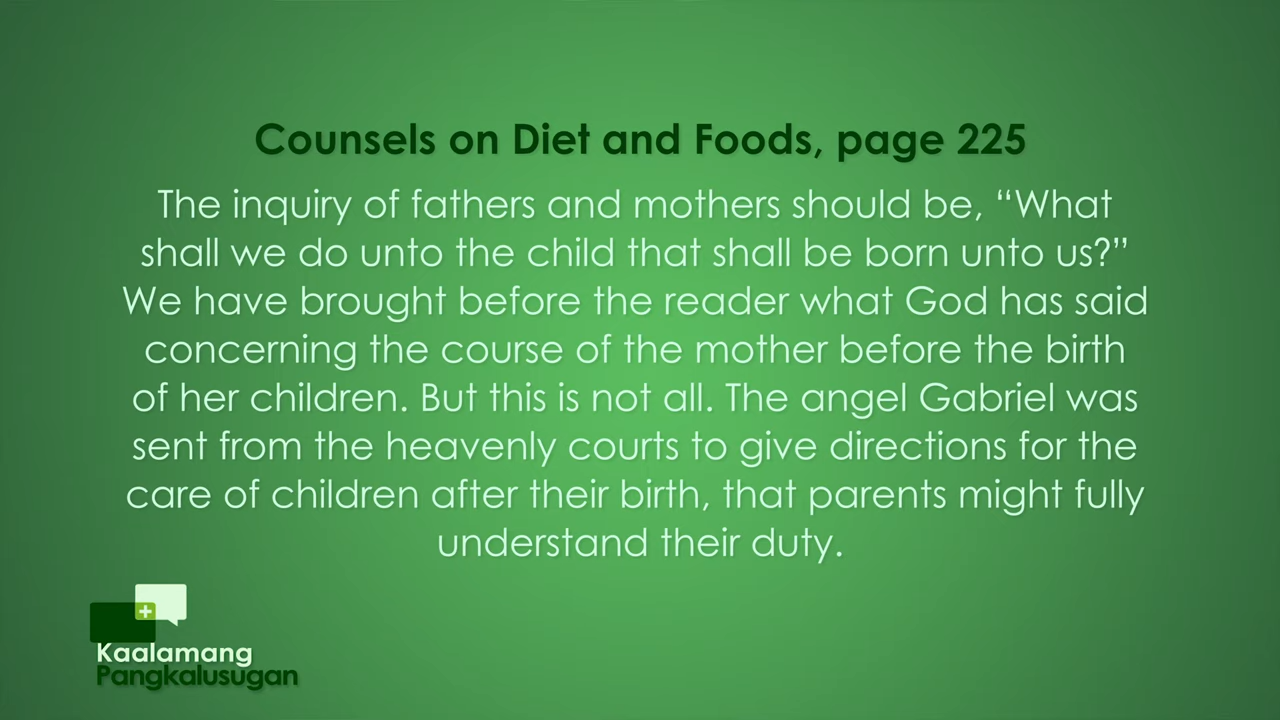 Counsels on Diet and Foods, page 225
The inquiry of fathers and mothers should be, “What
shall we do unto the child that shall be born unto us?”
We have brought before the reader what God has said
concerning the course of the mother before the birth
of her children. But this is not all. The angel Gabriel was
sent from the heavenly courts to give directions for the
care of children after their birth, that parents might fully
understand their duty.
Kaalamang
Pangkalusugan